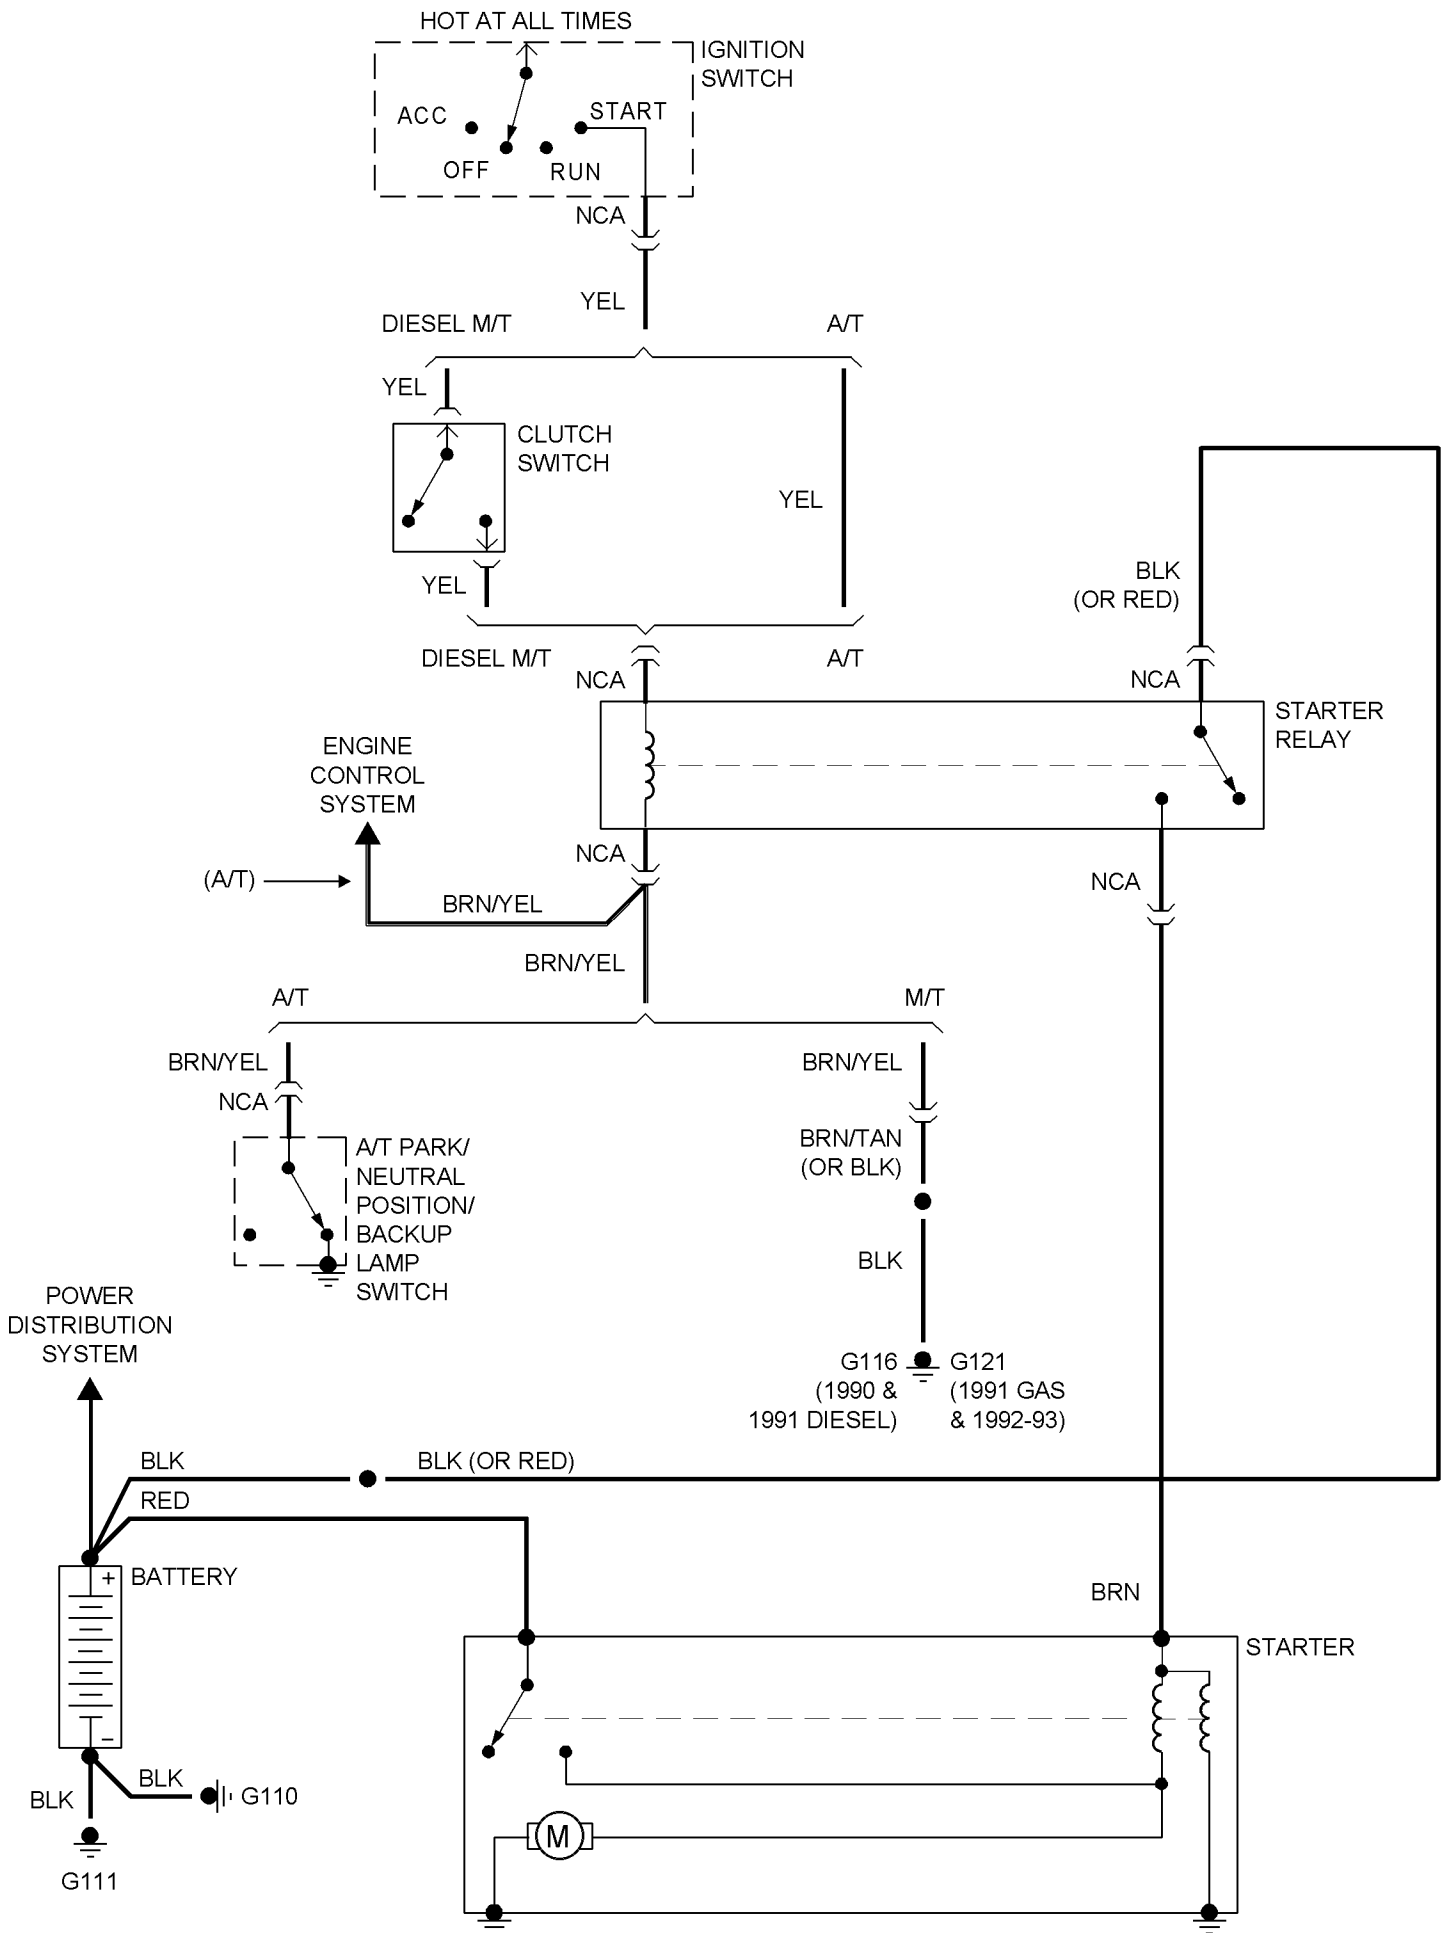 HOT AT ALL TIMES
IGNITION
SWITCH
ACC
START
OFF
RUN
NCA
YEL
DIESEL M/T
A/T
YEL
CLUTCH
SWITCH
YEL
YEL
BLK
(OR RED)
DIESEL M/T
A/T
NCA
NCA
STARTER
RELAY
ENGINE
CONTROL
SYSTEM
NCA
(A/T)
NCA
BRN/YEL
BRN/YEL
A/T
M/T
BRN/YEL
NCA
BRN/YEL
BRN/TAN
(OR BLK)
A/T PARK/
NEUTRAL
POSITION/
BACKUP
LAMP
SWITCH
BLK
POWER
DISTRIBUTION
SYSTEM
G116
(1990 &
1991 DIESEL)
G121
(1991 GAS
& 1992-93)
BLK
BLK (OR RED)
RED
+
BATTERY
–
BRN
STARTER
BLK
BLK
G110
G111
M